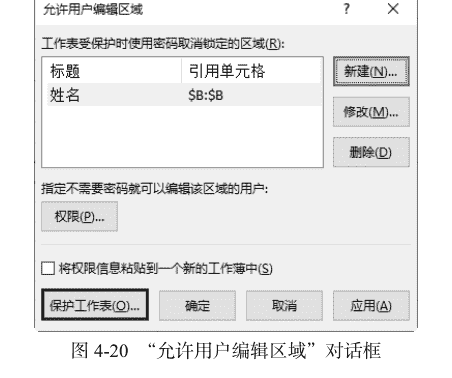 允许用户编辑区域 ? ×
工作表受保护时使用密码取消锁定的区域(R):
标题 引用单元格 新建(N)...
姓名 $B:$B
修改(M)...
删除(D)
指定不需要密码就可以编辑该区域的用户:
权限(P)...
将权限信息粘贴到一个新的工作薄中(S)
保护工作表(O)... 确定 取消 应用(A)
图 4-20 “允许用户编辑区域”对话框